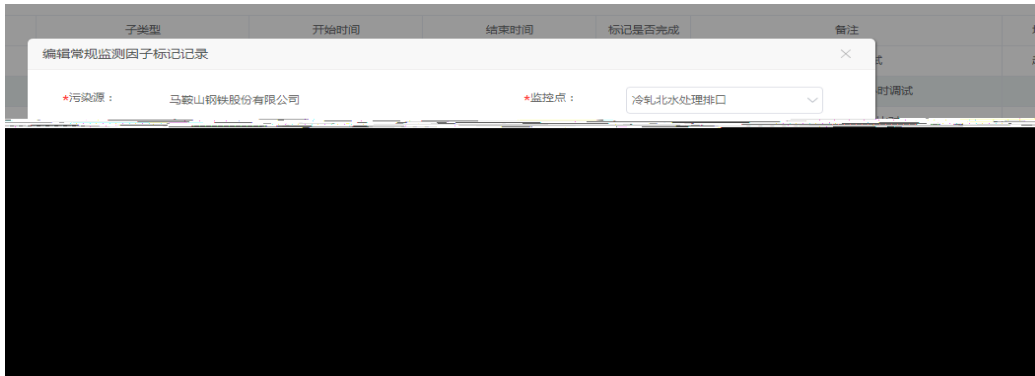 子类型 开始时间 结束时间 标记是否完成 备注
编辑常规监测因子标记记录
*污染源： 马鞍山钢铁股份有限公司 *监控点： 冷轧北水处理排口
时调试